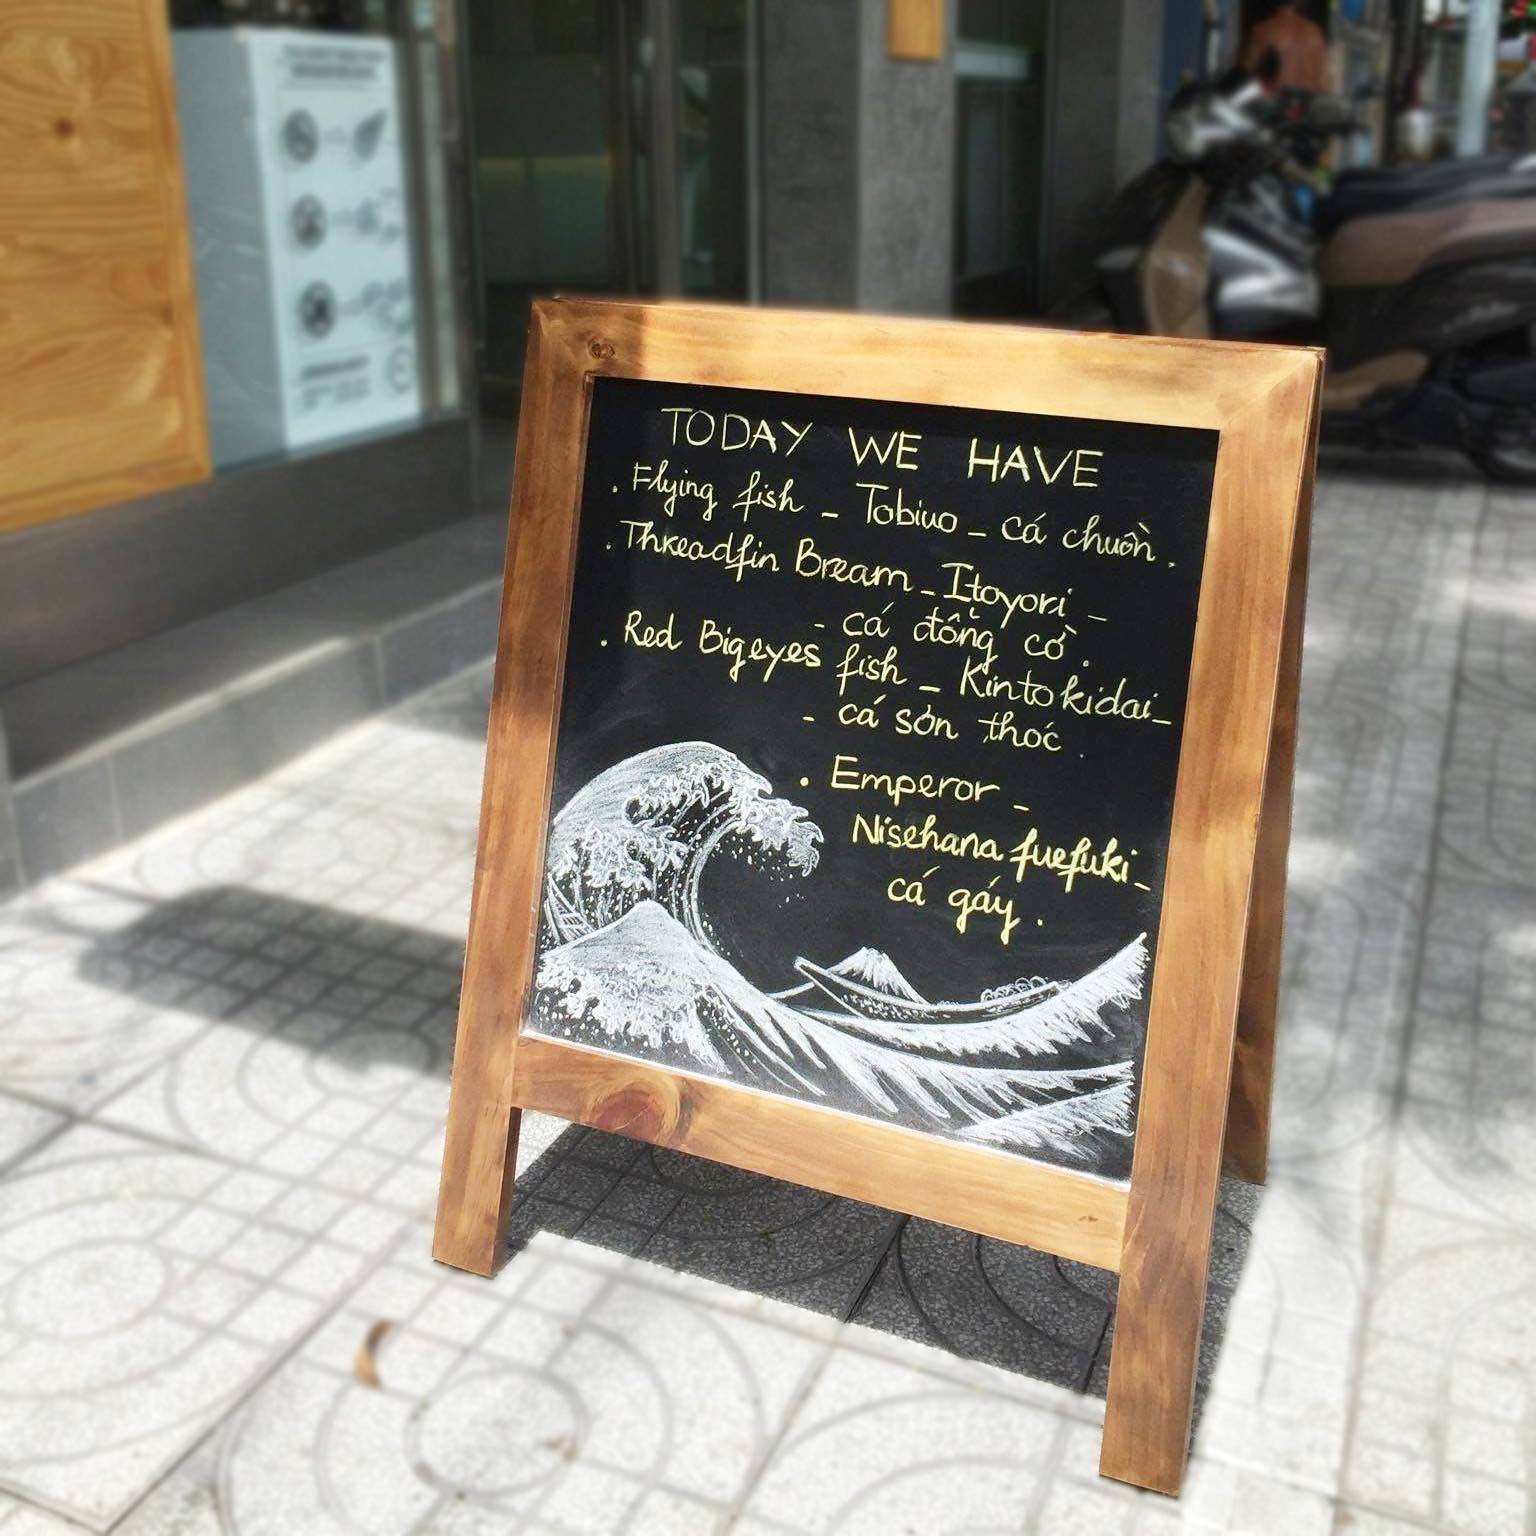 TODAY WE HAVE
. Flying fish - Tobiuo - cá chuồn .
. Threadfin Bream - Itoyori -
- cá đổng cờ .
. Red Bigeyes fish - Kintokidai -
- cá sơn thóc .
. Emperor -
Nisehana fuefuki -
cá gáy .